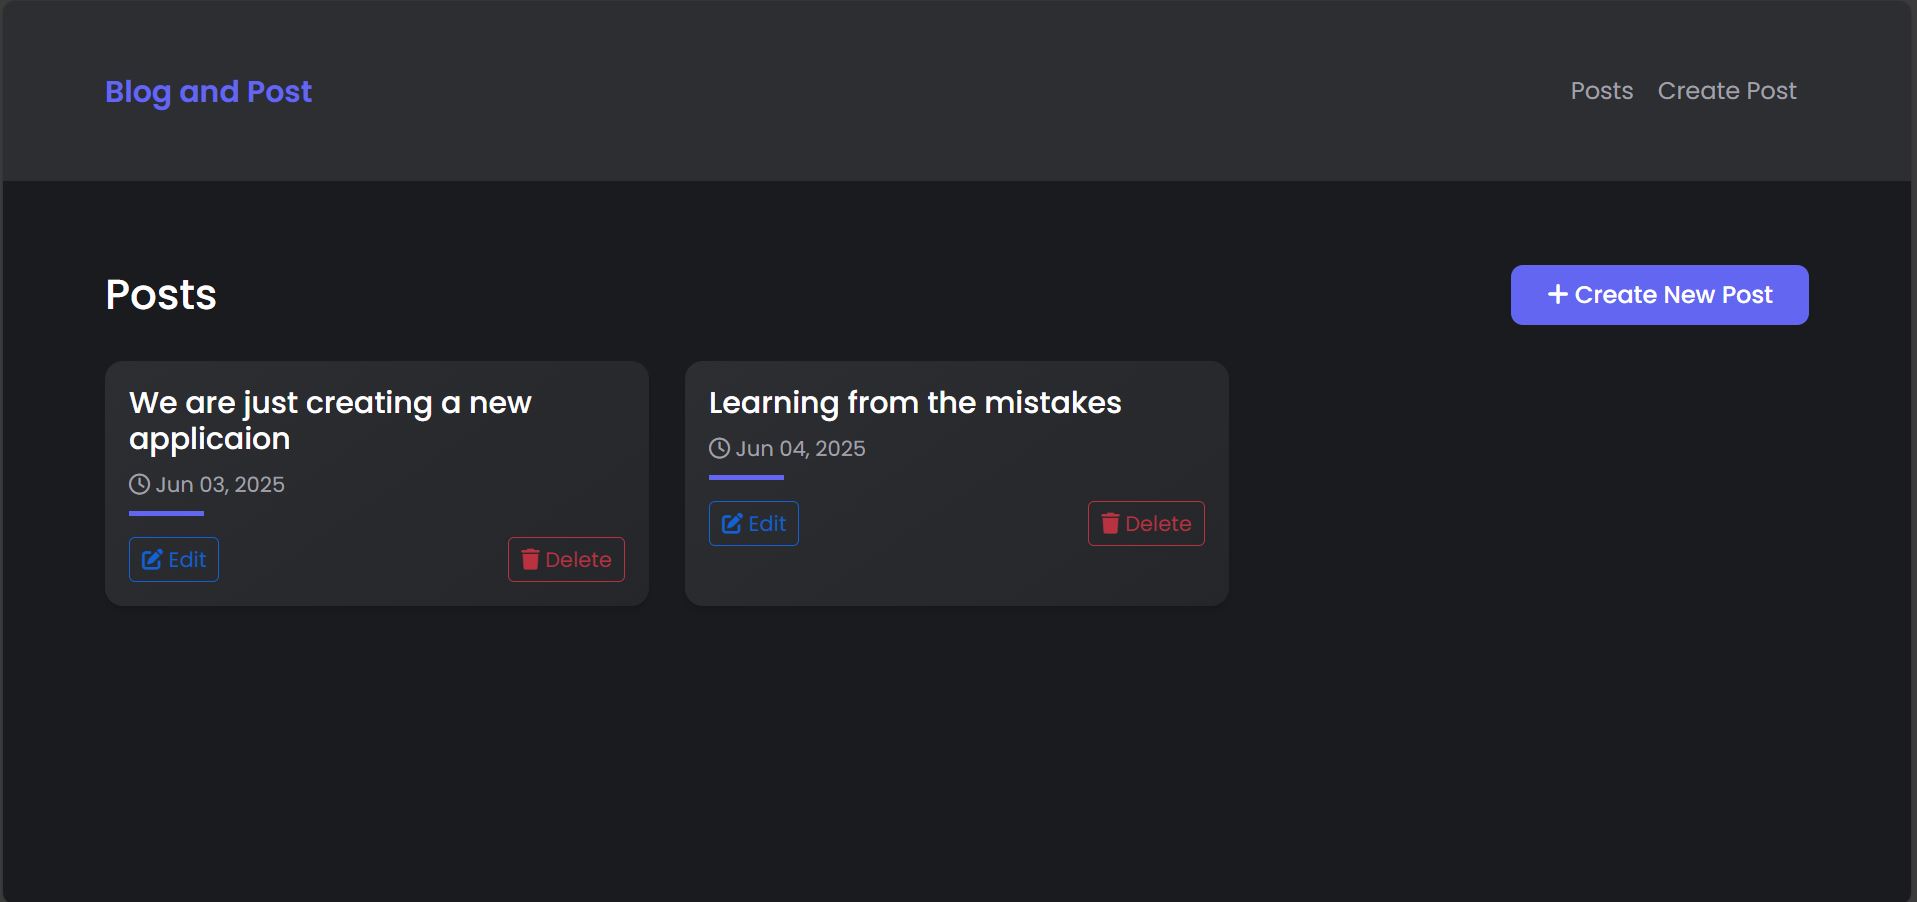 Blog and Post
Posts Create Post
Posts
Create New Post
We are just creating a new
applicaion
Jun 03, 2025
Edit Delete
Learning from the mistakes
Jun 04, 2025
Edit Delete